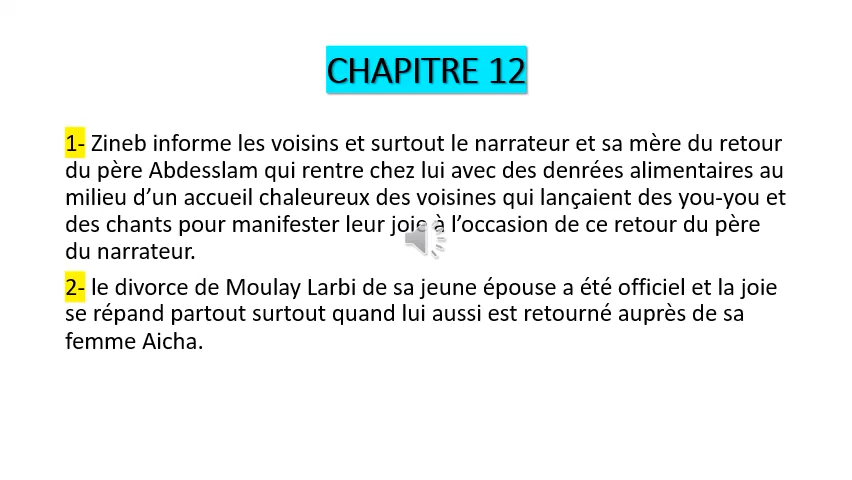 CHAPITRE 12
1- Zineb informe les voisins et surtout le narrateur et sa mère du retour
du père Abdesslam qui rentre chez lui avec des denrées alimentaires au
milieu d’un accueil chaleureux des voisines qui lançaient des you-you et
des chants pour manifester leur joie à l’occasion de ce retour du père
du narrateur.
2- le divorce de Moulay Larbi de sa jeune épouse a été officiel et la joie
se répand partout surtout quand lui aussi est retourné auprès de sa
femme Aicha.